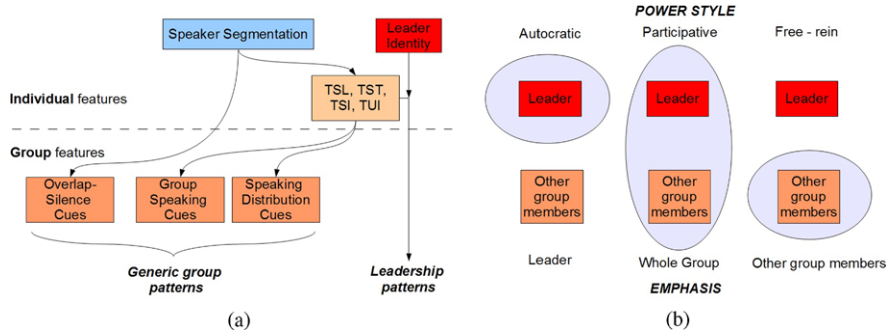 Speaker Segmentation
Leader
Identity
TSL, TST,
TSI, TUI
Individual features
Group features
Overlap-
Silence
Cues
Group
Speaking
Cues
Speaking
Distribution
Cues
Generic group
patterns
Leadership
patterns
(a)
POWER STYLE
Autocratic
Participative
Free - rein
Leader
Leader
Leader
Other
group
members
Other
group
members
Other
group
members
Leader
Whole Group
Other group members
EMPHASIS
(b)